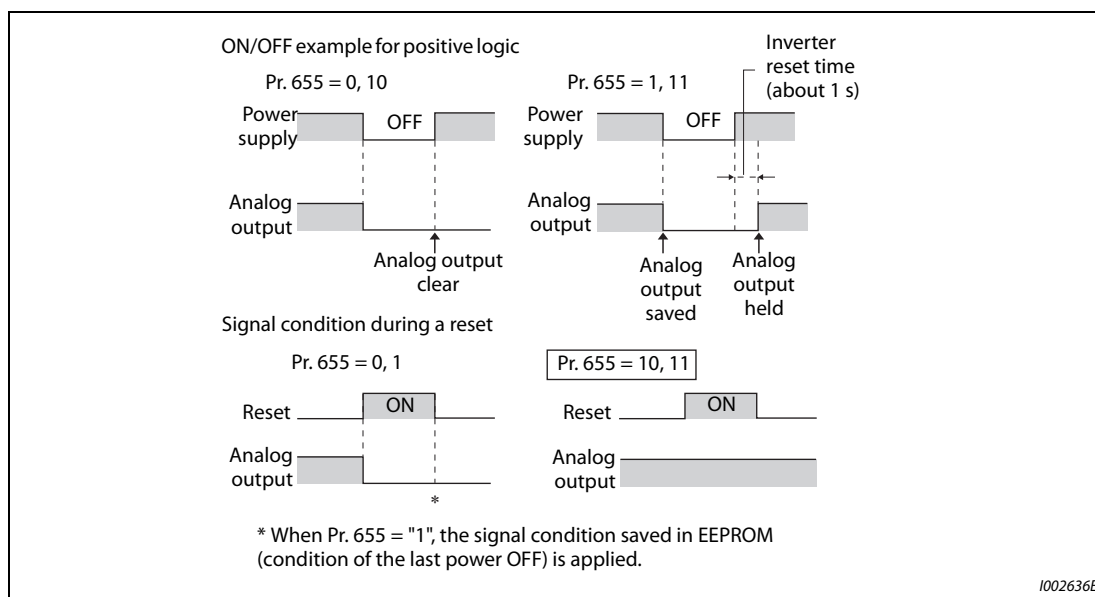 ON/OFF example for positive logic
Pr. 655 = 0, 10
Power
supply
OFF
Analog
output
Analog output
clear
Pr. 655 = 1, 11
Inverter
reset time
(about 1 s)
Power
supply
OFF
Analog
output
Analog
output
saved
Analog
output
held
Signal condition during a reset
Pr. 655 = 0, 1
Reset
ON
Analog
output
*
Pr. 655 = 10, 11
Reset
ON
Analog
output
* When Pr. 655 = "1", the signal condition saved in EEPROM
(condition of the last power OFF) is applied.
I002636E